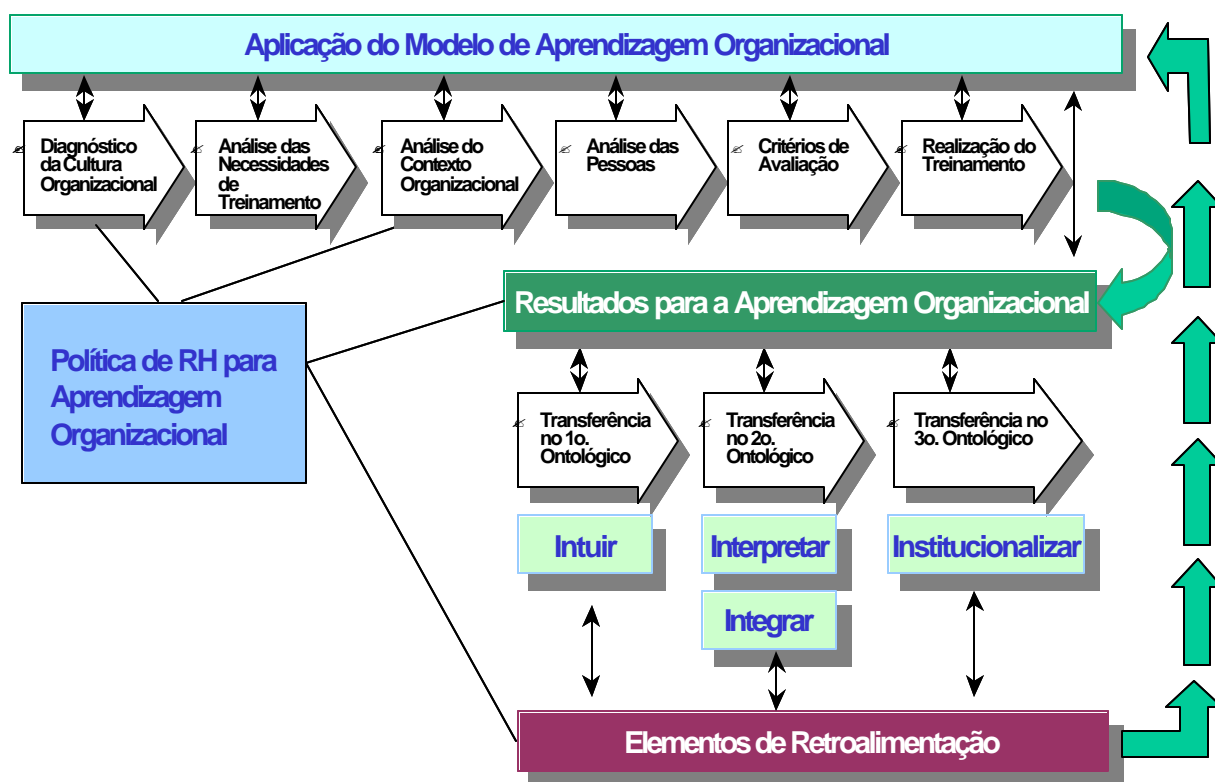 Aplicação do Modelo de Aprendizagem Organizacional
Diagnóstico
da Cultura
Organizacional
Análise das
Necessidades
de
Treinamento
Análise do
Contexto
Organizacional
Análise das
Pessoas
Critérios de
Avaliação
Realização do
Treinamento
Resultados para a Aprendizagem Organizacional
Política de RH para
Aprendizagem
Organizacional
Transferência
no 1o.
Ontológico
Transferência
no 2o.
Ontológico
Transferência no
3o. Ontológico
Intuir
Interpretar
Institucionalizar
Integrar
Elementos de Retroalimentação